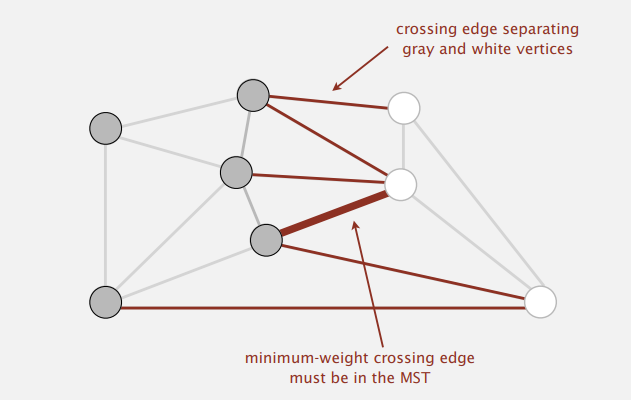 crossing edge separating
gray and white vertices
minimum-weight crossing edge
must be in the MST